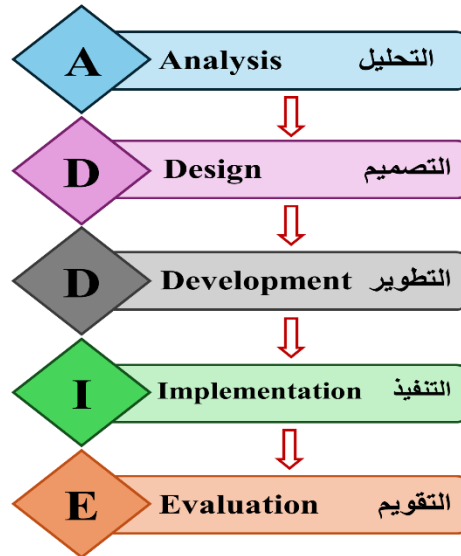 A Analysis التحليل
D Design التصميم
D Development التطوير
I Implementation التنفيذ
E Evaluation التقويم